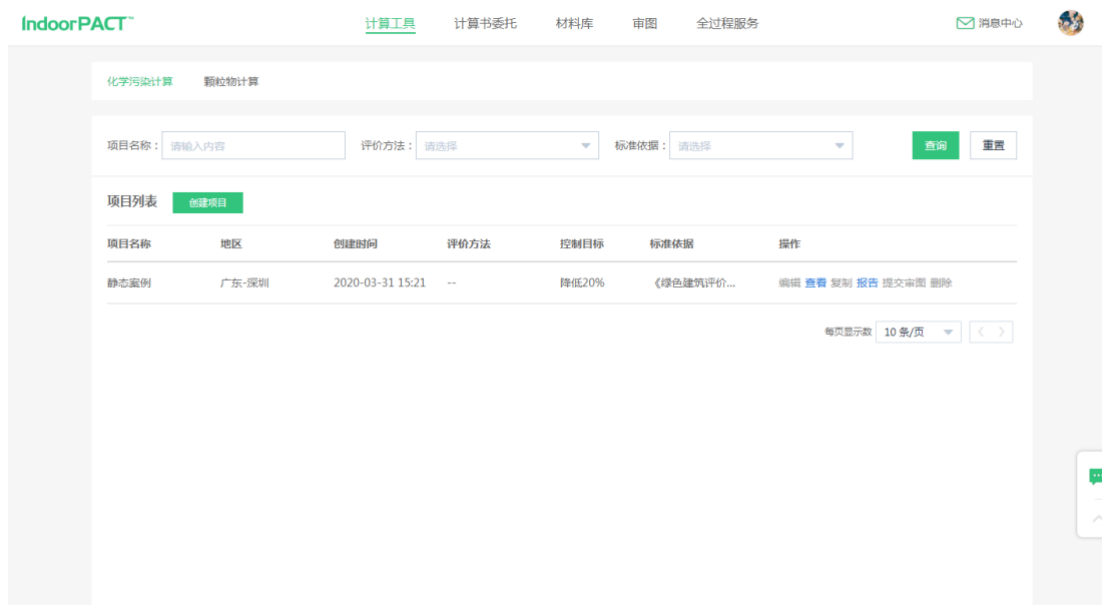 IndoorPACT™ 计算工具 计算书委托 材料库 审图 全过程服务 消息中心
化学污染计算 颗粒物计算
项目名称： 请输入内容 评价方法： 请选择 标准依据： 请选择 查询 重置
项目列表 创建项目
项目名称 地区 创建时间 评价方法 控制目标 标准依据 操作
静态案例 广东-深圳 2020-03-31 15:21 -- 降低20% 《绿色建筑评价... 编辑 查看 复制 报告 提交审图 删除
每页显示数 10 条/页